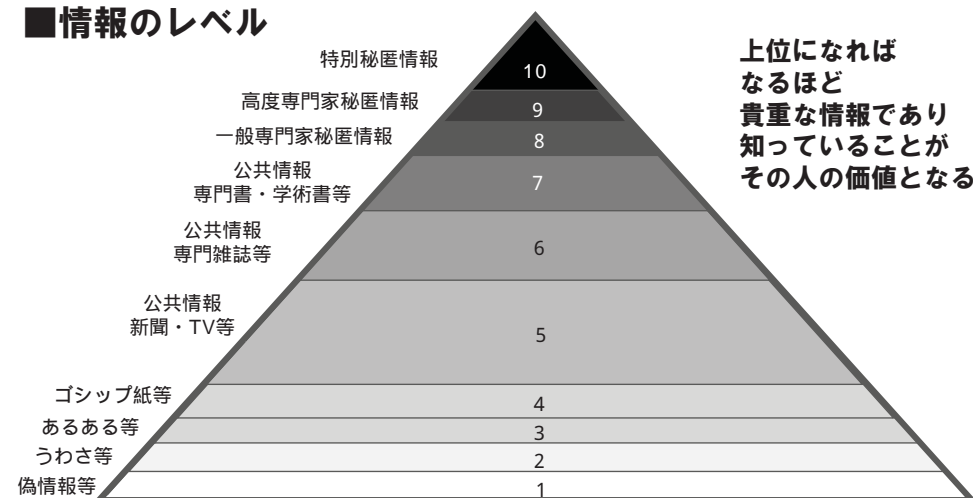 ■情報のレベル
上位になれば
なるほど
貴重な情報であり
知っていることが
その人の価値となる
特別秘匿情報
10
高度専門家秘匿情報
9
一般専門家秘匿情報
8
公共情報
専門書・学術書等
7
公共情報
専門雑誌等
6
公共情報
新聞・TV等
5
ゴシップ紙等
4
あるある等
3
うわさ等
2
偽情報等
1